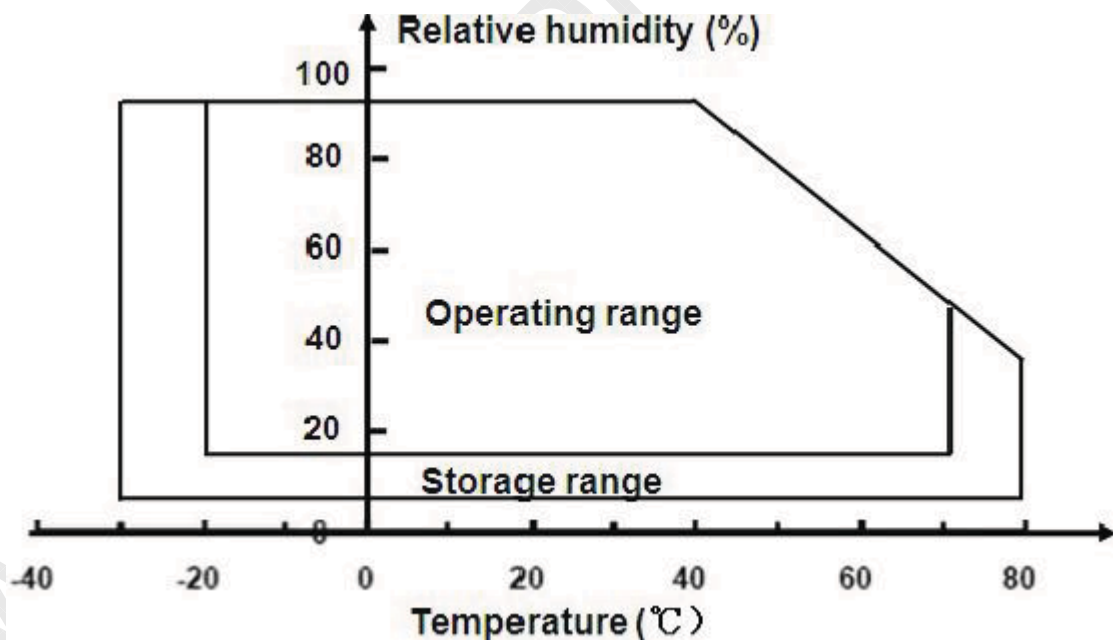 Relative humidity (%)
100
80
60
40
20
0
Operating range
Storage range
-40 -20 0 20 40 60 80
Temperature (℃)